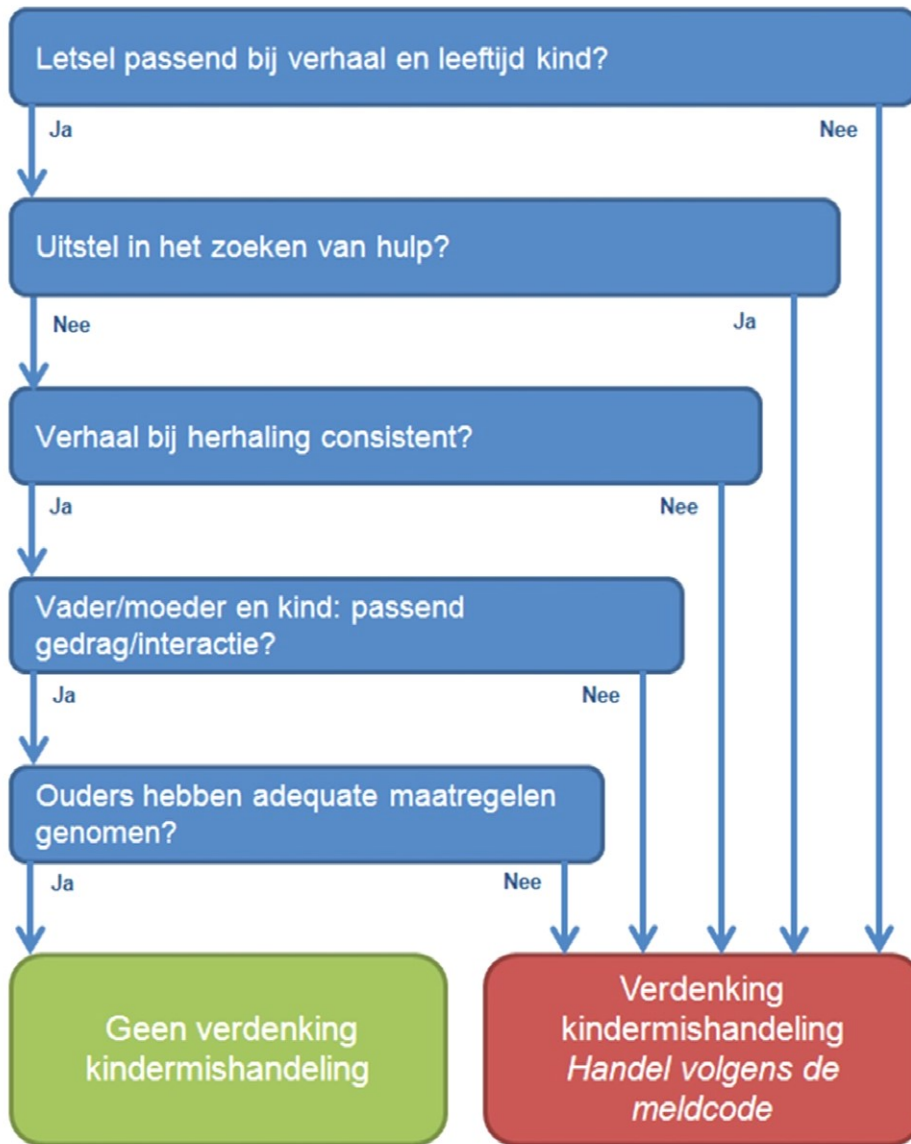 Letsel passend bij verhaal en leeftijd kind?
Ja
Nee
Uitstel in het zoeken van hulp?
Nee
Ja
Verhaal bij herhaling consistent?
Ja
Nee
Vader/moeder en kind: passend
gedrag/interactie?
Ja
Nee
Ouders hebben adequate maatregelen
genomen?
Ja
Nee
Geen verdenking
kindermishandeling
Verdenking
kindermishandeling
Handel volgens de
meldcode